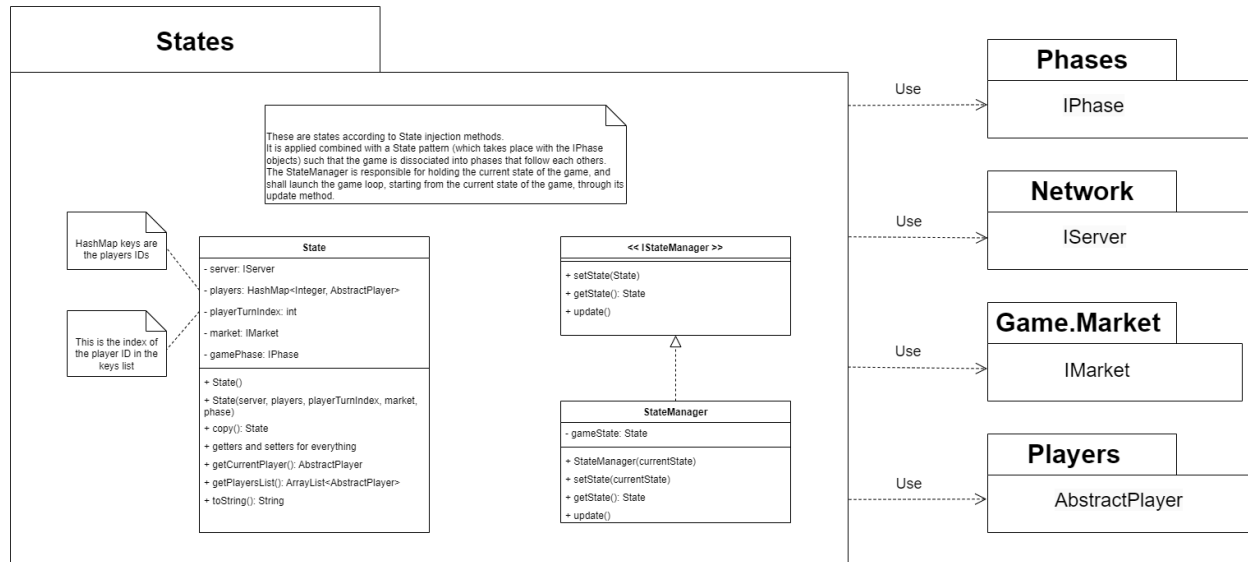 States
These are states according to State injection methods.
It is applied combined with a State pattern (which takes place with the IPhase
objects) such that the game is dissociated into phases that follow each others.
The StateManager is responsible for holding the current state of the game, and
shall launch the game loop, starting from the current state of the game, through its
update method.
HashMap keys are
the players IDs
This is the index of
the player ID in the
keys list
State
- server: IServer
- players: HashMap<Integer, AbstractPlayer>
- playerTurnIndex: int
- market: IMarket
- gamePhase: IPhase
+ State()
+ State(server, players, playerTurnIndex, market,
phase)
+ copy(): State
+ getters and setters for everything
+ getCurrentPlayer(): AbstractPlayer
+ getPlayersList(): ArrayList<AbstractPlayer>
+ toString(): String
<< IStateManager >>
+ setState(State)
+ getState(): State
+ update()
StateManager
- gameState: State
+ StateManager(currentState)
+ setState(currentState)
+ getState(): State
+ update()
Use
Phases
IPhase
Use
Network
IServer
Use
Game.Market
IMarket
Use
Players
AbstractPlayer